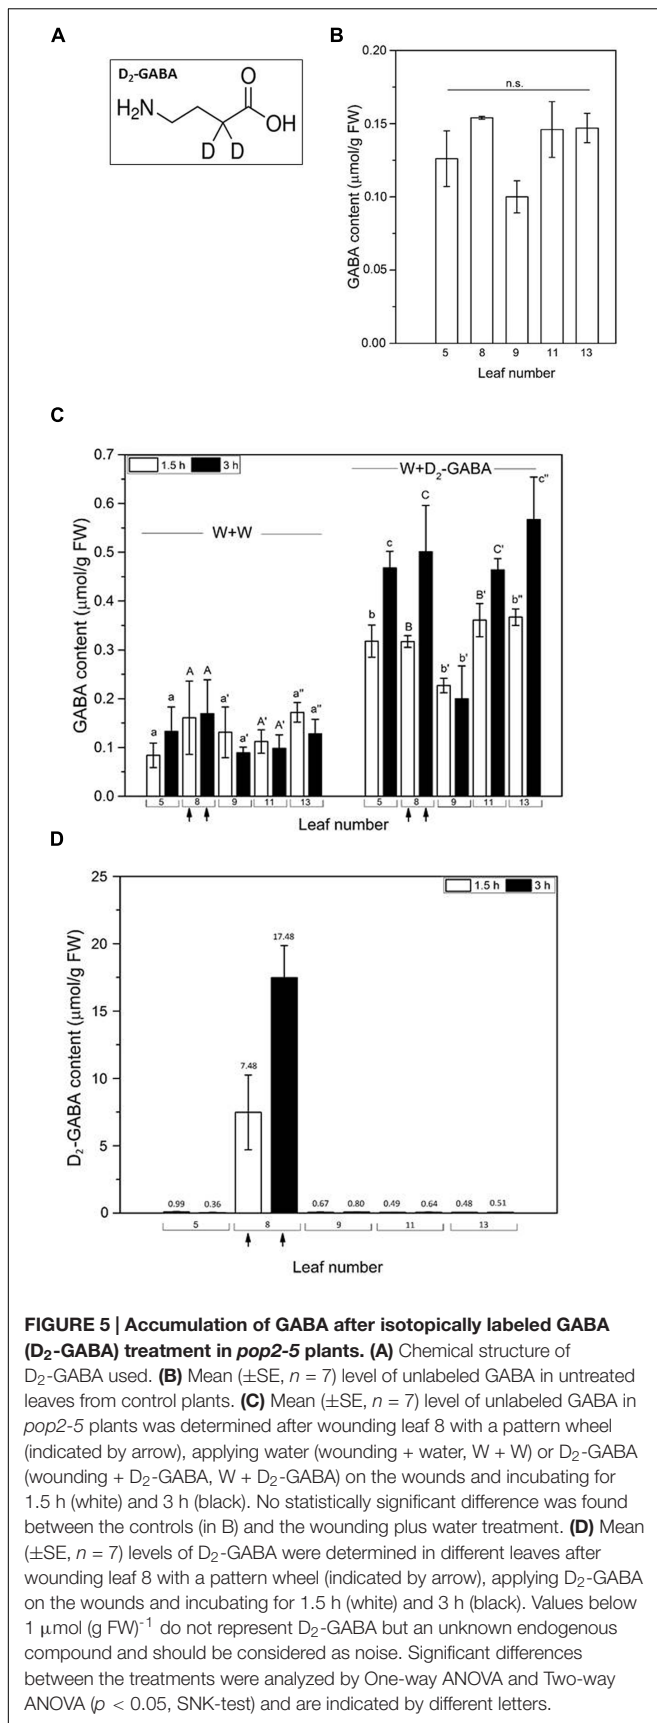 A
D₂-GABA
H₂N
O
OH
D D
B
0.20
0.15
0.10
0.05
0.00
GABA content (µmol/g FW)
n.s.
5 8 9 11 13
Leaf number
C
0.7
0.6
0.5
0.4
0.3
0.2
0.1
0.0
GABA content (µmol/g FW)
1.5 h 3 h
W+W
W+D₂-GABA
a a A A a' a' A' A' a'' a''
b c B C b' b' B' C' b'' c''
5 8 9 11 13 5 8 9 11 13
Leaf number
D
25
20
15
10
5
0
D₂-GABA content (µmol/g FW)
1.5 h 3 h
0.99 0.36 7.48 17.48 0.67 0.80 0.49 0.64 0.48 0.51
5 8 9 11 13
Leaf number
FIGURE 5 | Accumulation of GABA after isotopically labeled GABA
(D₂-GABA) treatment in pop2-5 plants. (A) Chemical structure of
D₂-GABA used. (B) Mean (±SE, n = 7) level of unlabeled GABA in untreated
leaves from control plants. (C) Mean (±SE, n = 7) level of unlabeled GABA in
pop2-5 plants was determined after wounding leaf 8 with a pattern wheel
(indicated by arrow), applying water (wounding + water, W + W) or D₂-GABA
(wounding + D₂-GABA, W + D₂-GABA) on the wounds and incubating for
1.5 h (white) and 3 h (black). No statistically significant difference was found
between the controls (in B) and the wounding plus water treatment. (D) Mean
(±SE, n = 7) levels of D₂-GABA were determined in different leaves after
wounding leaf 8 with a pattern wheel (indicated by arrow), applying D₂-GABA
on the wounds and incubating for 1.5 h (white) and 3 h (black). Values below
1 µmol (g FW)⁻¹ do not represent D₂-GABA but an unknown endogenous
compound and should be considered as noise. Significant differences
between the treatments were analyzed by One-way ANOVA and Two-way
ANOVA (p < 0.05, SNK-test) and are indicated by different letters.